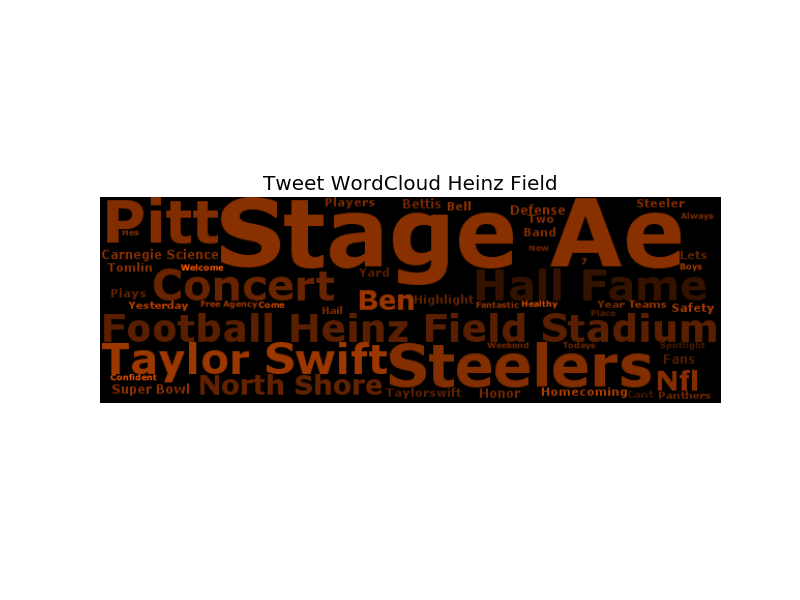 Tweet WordCloud Heinz Field
Players
Bettis
Bell
Steeler
Pitt
Stage Ae
Defense
Two
Always
Hes
Band
New
Carnegie Science
7
Lets
Tomlin
Welcome
Boys
Yard
Concert
Hall Fame
Plays
Ben
Highlight
Yesterday
Free Agency
Come
Fantastic
Healthy
Year
Teams
Safety
Hail
Place
Football
Heinz Field
Stadium
Weekend
Todays
Spotlight
Taylor Swift
Steelers
Fans
Confident
Nfl
Super Bowl
North Shore
Taylorswift
Honor
Homecoming
Cant
Panthers